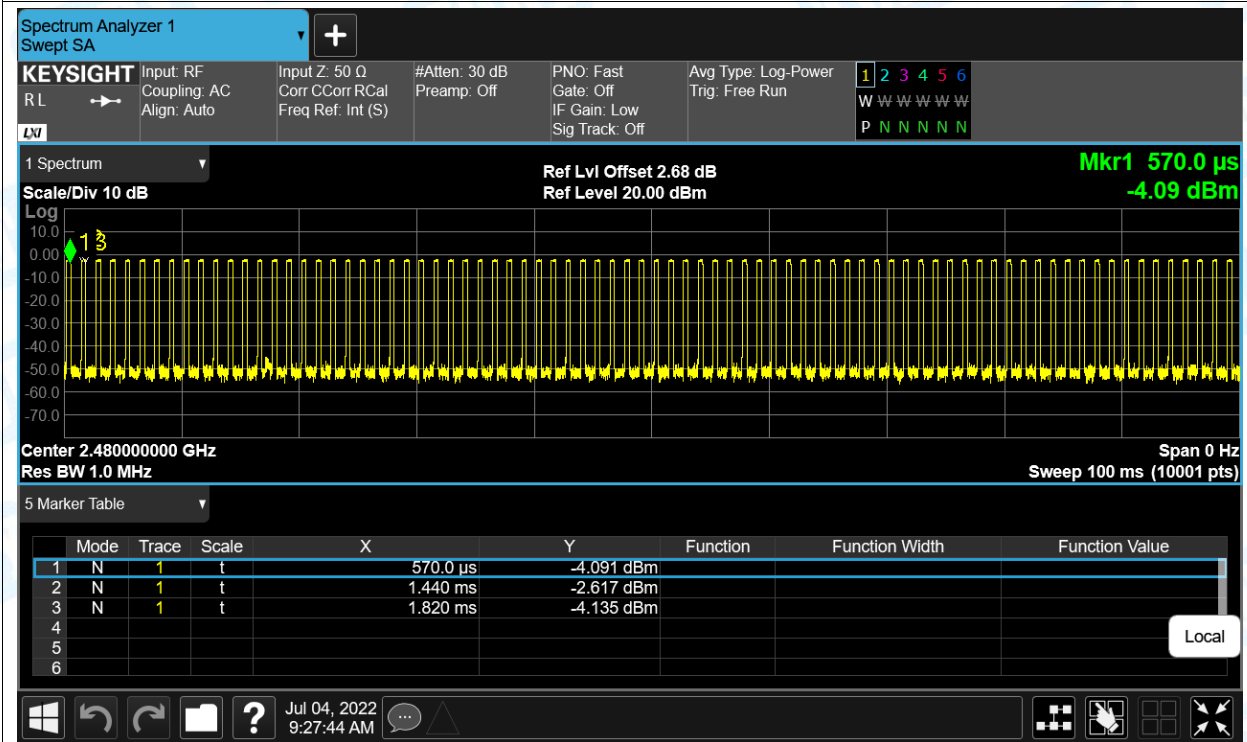 Spectrum Analyzer 1
Swept SA
+
KEYSIGHT
R L
LXI
Input: RF
Coupling: AC
Align: Auto
Input Z: 50 Ω
Corr CCorr RCal
Freq Ref: Int (S)
#Atten: 30 dB
Preamp: Off
PNO: Fast
Gate: Off
IF Gain: Low
Sig Track: Off
Avg Type: Log-Power
Trig: Free Run
1 2 3 4 5 6
W W W W W W
P N N N N N
1 Spectrum
Scale/Div 10 dB
Ref Lvl Offset 2.68 dB
Ref Level 20.00 dBm
Mkr1 570.0 µs
-4.09 dBm
Log
10.0
0.00
-10.0
-20.0
-30.0
-40.0
-50.0
-60.0
-70.0
1 3
Center 2.480000000 GHz
Res BW 1.0 MHz
Span 0 Hz
Sweep 100 ms (10001 pts)
5 Marker Table
Mode Trace Scale X Y Function Function Width Function Value
1 N 1 t 570.0 µs -4.091 dBm
2 N 1 t 1.440 ms -2.617 dBm
3 N 1 t 1.820 ms -4.135 dBm
4
5
6
Local
?
Jul 04, 2022
9:27:44 AM